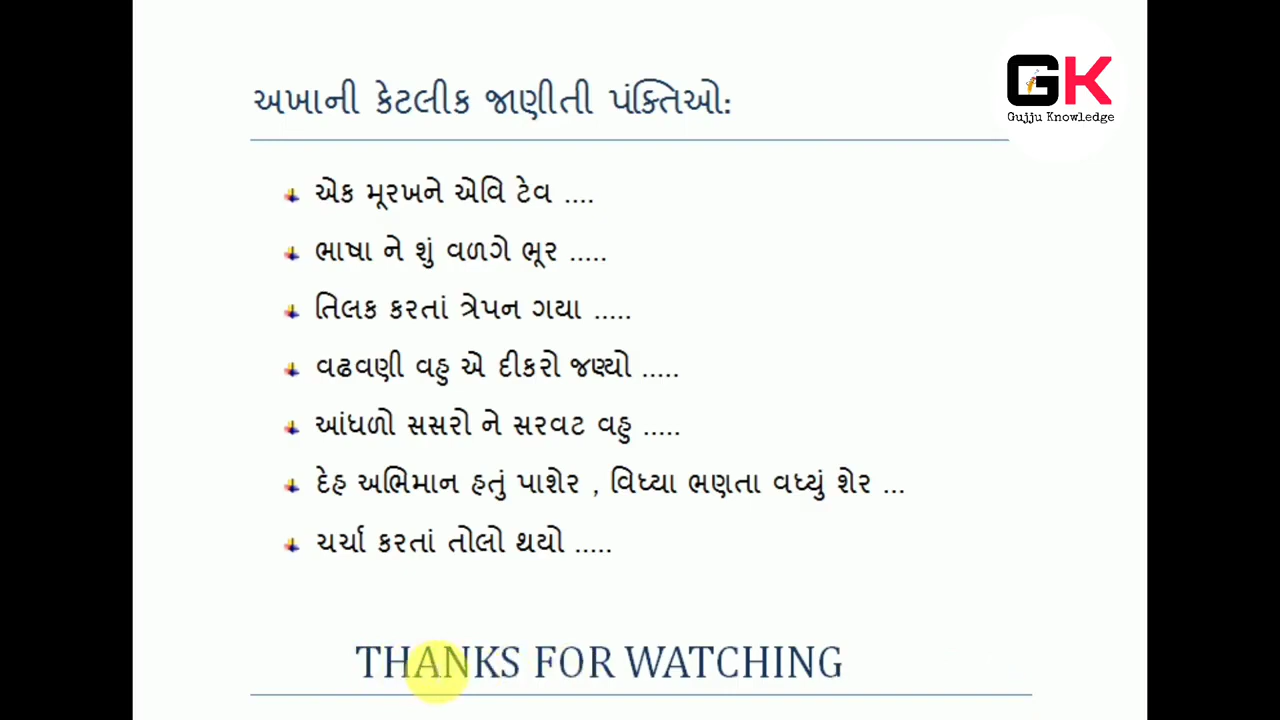 અખાની કેટલીક જાણીતી પંક્તિઓ:
GK
Gujju Knowledge
એક મૂરખને એવિ ટેવ ....
ભાષા ને શું વળગે ભૂર .....
તિલક કરતાં ત્રેપન ગયા .....
વઢવણી વહુ એ દીકરો જણ્યો .....
આંધળો સસરો ને સરવટ વહુ .....
દેહ અભિમાન હતું પાશેર , વિધ્યા ભણતા વધ્યું શેર ...
ચર્ચા કરતાં તોલો થયો .....
THANKS FOR WATCHING